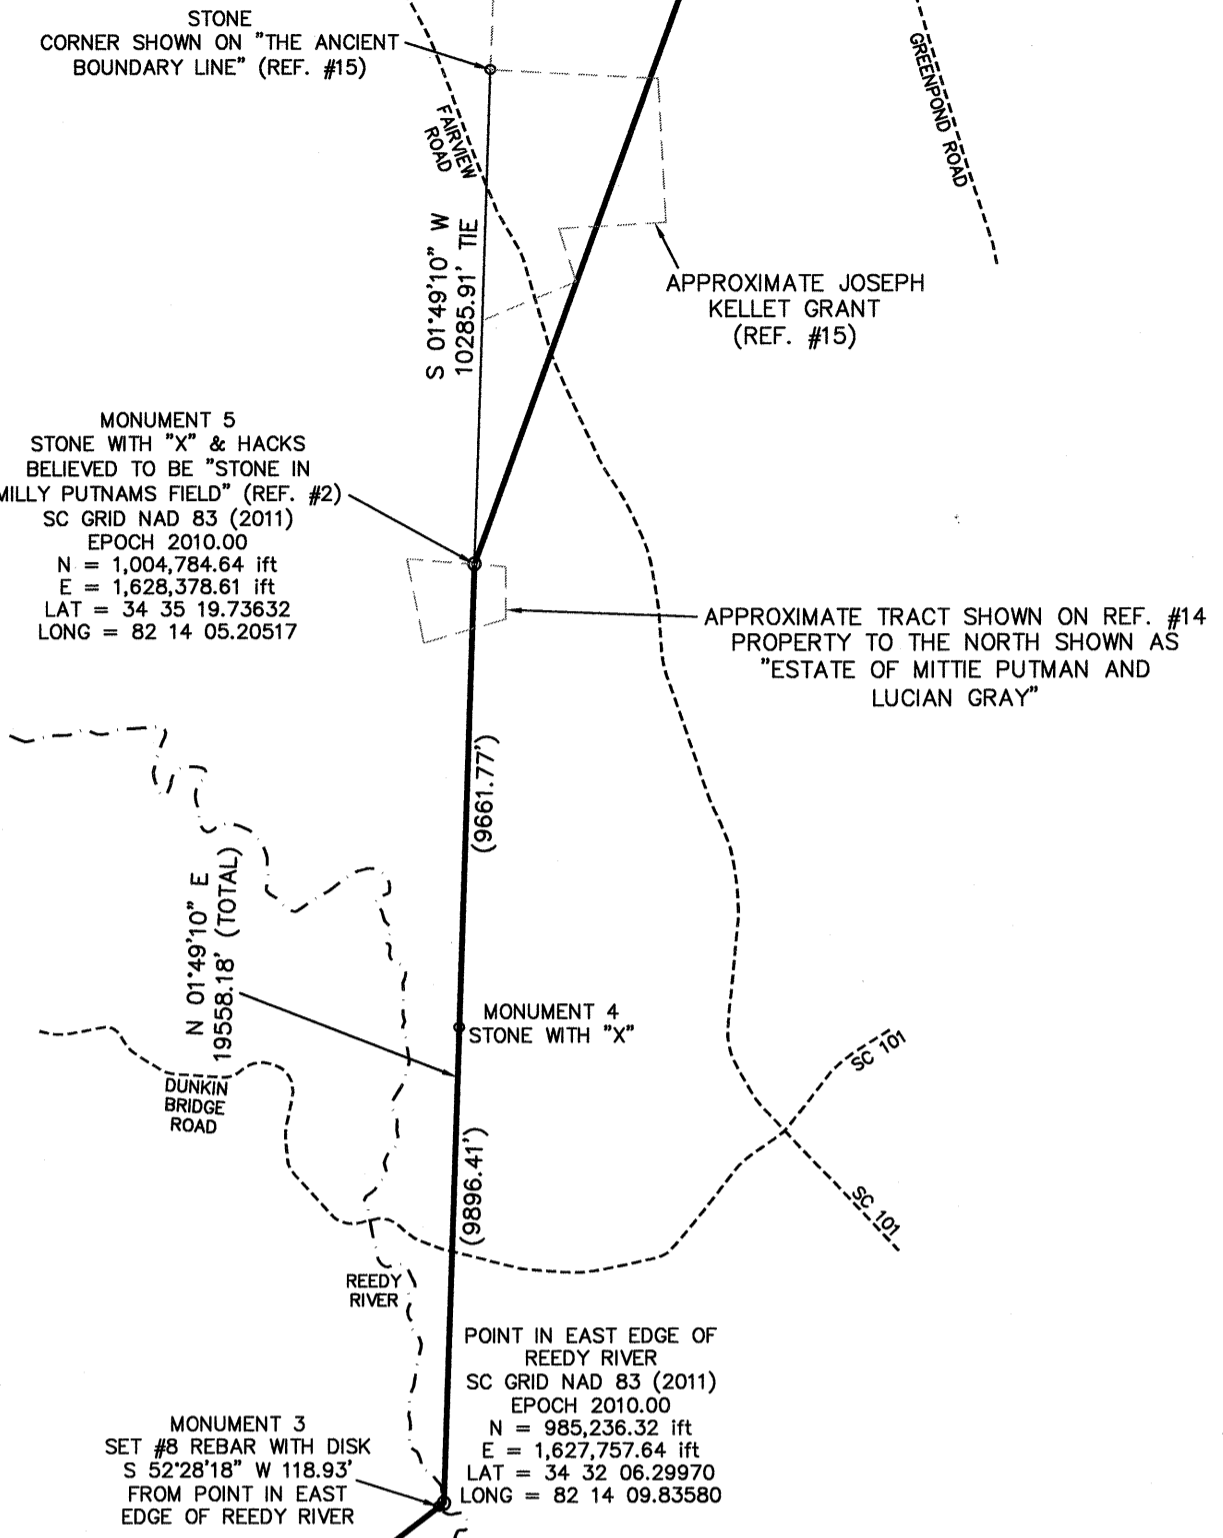 STONE
CORNER SHOWN ON "THE ANCIENT
BOUNDARY LINE" (REF. #15)
FAIRVIEW
ROAD
GREENPOND ROAD
S 01°49'10" W
10285.91' TIE
APPROXIMATE JOSEPH
KELLET GRANT
(REF. #15)
MONUMENT 5
STONE WITH "X" & HACKS
BELIEVED TO BE "STONE IN
MILLY PUTNAMS FIELD" (REF. #2)
SC GRID NAD 83 (2011)
EPOCH 2010.00
N = 1,004,784.64 ift
E = 1,628,378.61 ift
LAT = 34 35 19.73632
LONG = 82 14 05.20517
APPROXIMATE TRACT SHOWN ON REF. #14
PROPERTY TO THE NORTH SHOWN AS
"ESTATE OF MITTIE PUTMAN AND
LUCIAN GRAY"
(9661.77')
N 01°49'10" E
19558.18' (TOTAL)
MONUMENT 4
STONE WITH "X"
SC 101
DUNKIN
BRIDGE
ROAD
(9896.41')
SC 101
REEDY
RIVER
POINT IN EAST EDGE OF
REEDY RIVER
SC GRID NAD 83 (2011)
EPOCH 2010.00
N = 985,236.32 ift
E = 1,627,757.64 ift
LAT = 34 32 06.29970
LONG = 82 14 09.83580
MONUMENT 3
SET #8 REBAR WITH DISK
S 52°28'18" W 118.93'
FROM POINT IN EAST
EDGE OF REEDY RIVER